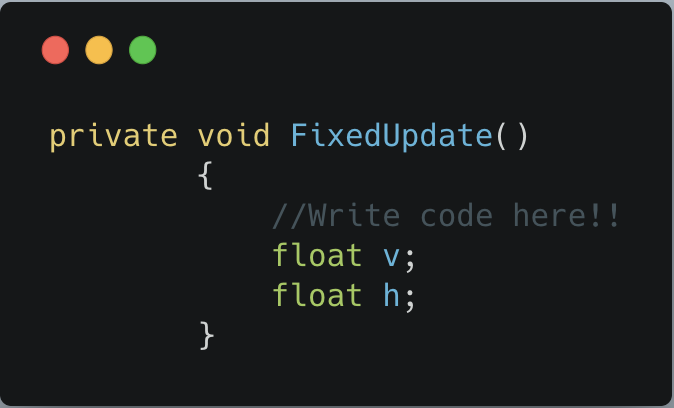 private void FixedUpdate()
{
//Write code here!!
float v;
float h;
}